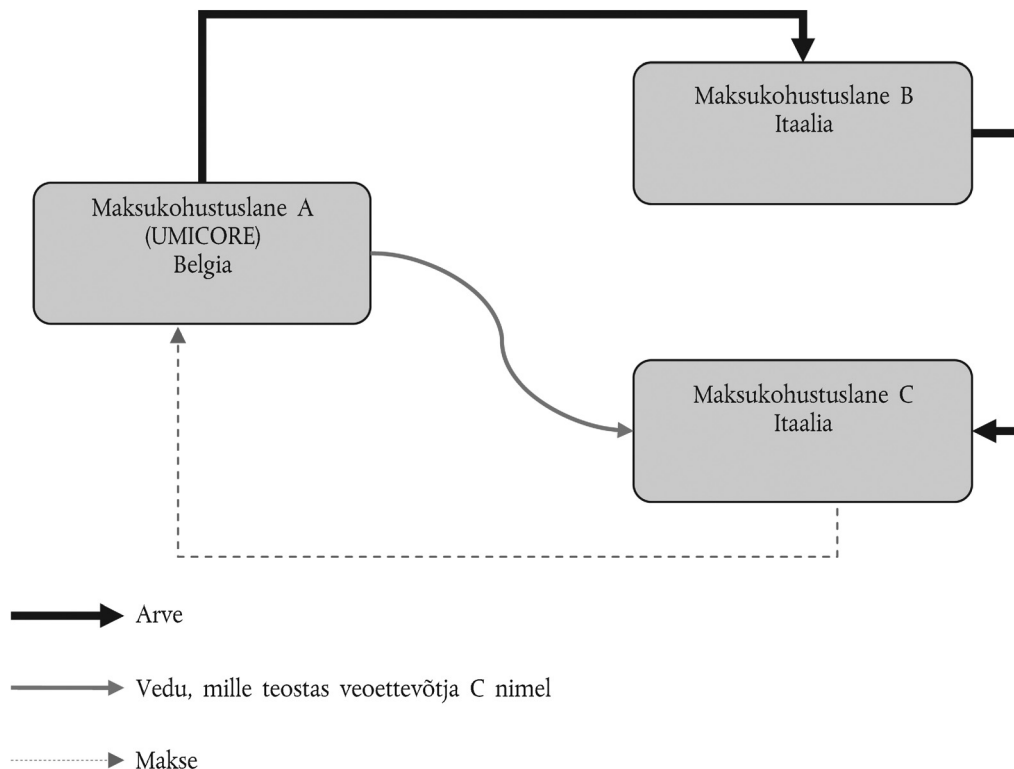 Maksukohustuslane B
Itaalia
Maksukohustuslane A
(UMICORE)
Belgia
Maksukohustuslane C
Itaalia
Arve
Vedu, mille teostas veoettevõtja C nimel
Makse